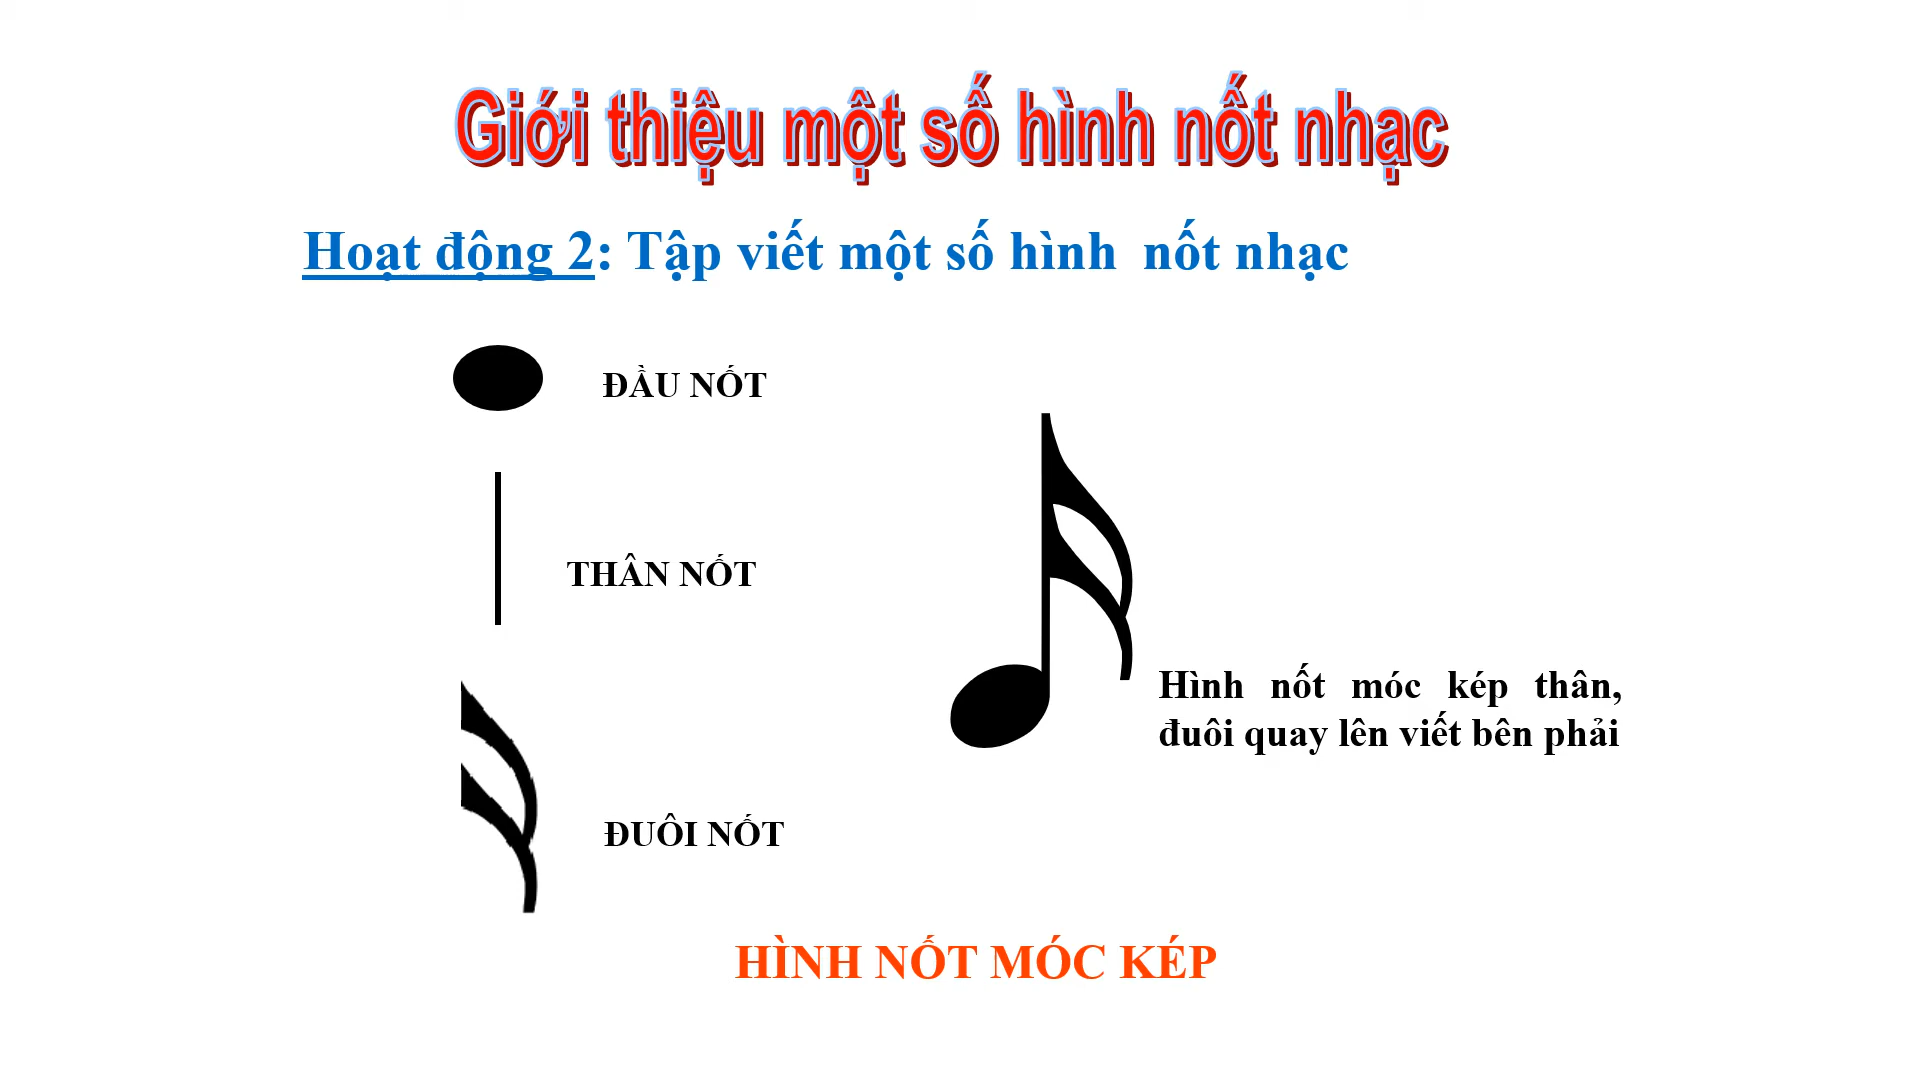 Giới thiệu một số hình nốt nhạc
Hoạt động 2: Tập viết một số hình nốt nhạc
ĐẦU NỐT
THÂN NỐT
Hình nốt móc kép thân,
đuôi quay lên viết bên phải
ĐUÔI NỐT
HÌNH NỐT MÓC KÉP